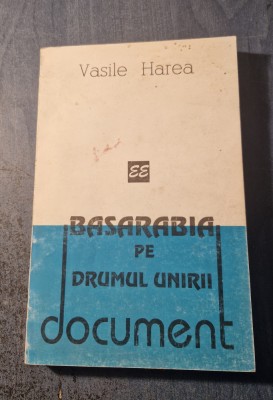 Vasile Harea
EE
BASARABIA
PE
DRUMUL UNIRII
document